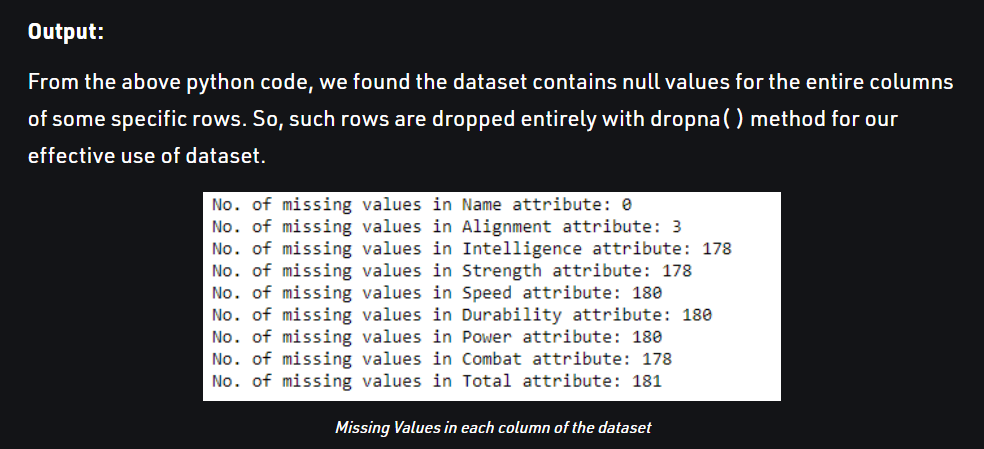 Output:
From the above python code, we found the dataset contains null values for the entire columns
of some specific rows. So, such rows are dropped entirely with dropna( ) method for our
effective use of dataset.
No. of missing values in Name attribute: 0
No. of missing values in Alignment attribute: 3
No. of missing values in Intelligence attribute: 178
No. of missing values in Strength attribute: 178
No. of missing values in Speed attribute: 180
No. of missing values in Durability attribute: 180
No. of missing values in Power attribute: 180
No. of missing values in Combat attribute: 178
No. of missing values in Total attribute: 181
Missing Values in each column of the dataset